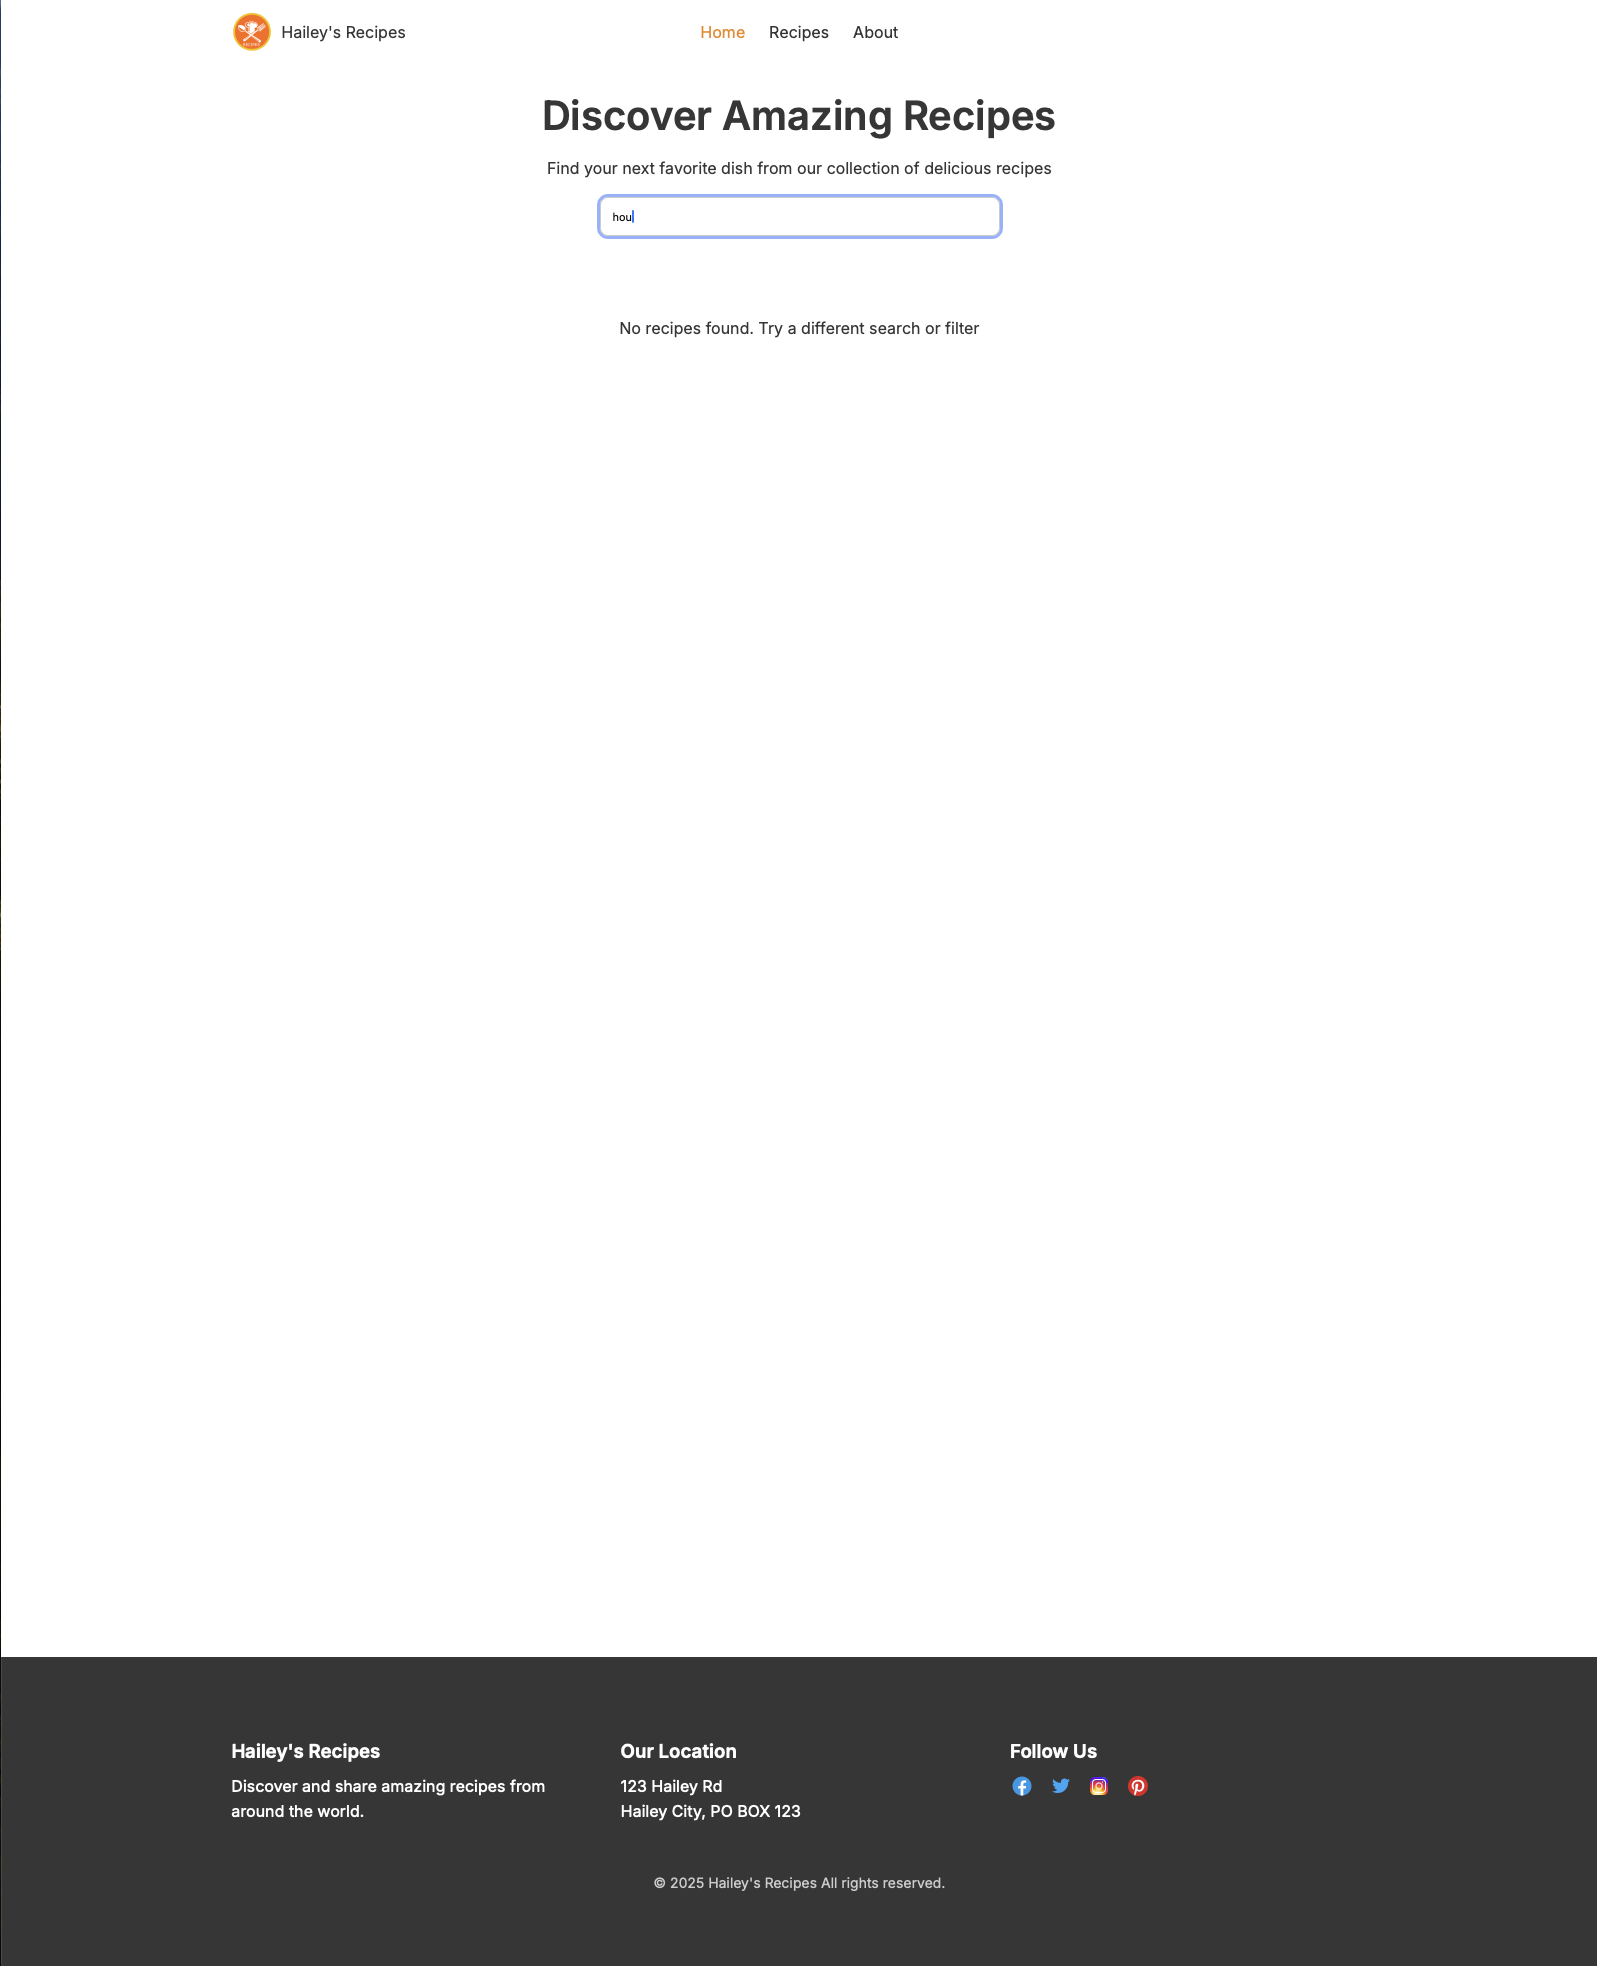 Hailey's Recipes
Home Recipes About
Discover Amazing Recipes
Find your next favorite dish from our collection of delicious recipes
hou
No recipes found. Try a different search or filter
Hailey's Recipes
Discover and share amazing recipes from
around the world.
Our Location
123 Hailey Rd
Hailey City, PO BOX 123
Follow Us
© 2025 Hailey's Recipes All rights reserved.